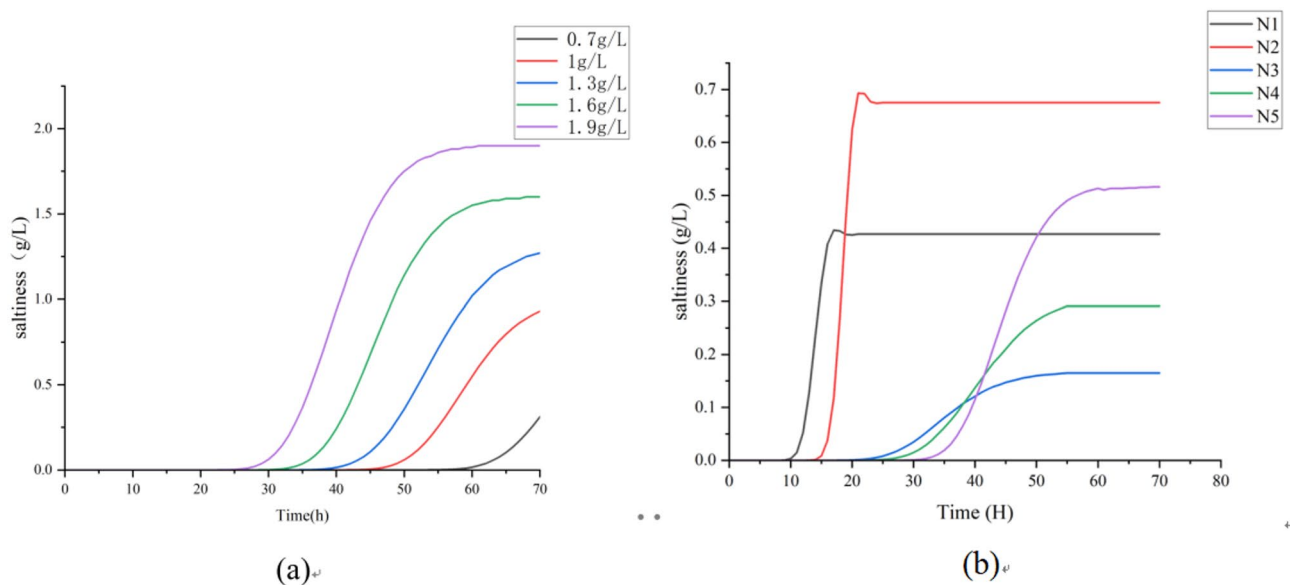 0.7g/L
1g/L
1.3g/L
1.6g/L
1.9g/L
saltiness（g/L）
2.0
1.5
1.0
0.5
0.0
0 10 20 30 40 50 60 70
Time(h)
(a)
N1
N2
N3
N4
N5
saltiness (g/L)
0.7
0.6
0.5
0.4
0.3
0.2
0.1
0.0
0 10 20 30 40 50 60 70 80
Time (H)
(b)